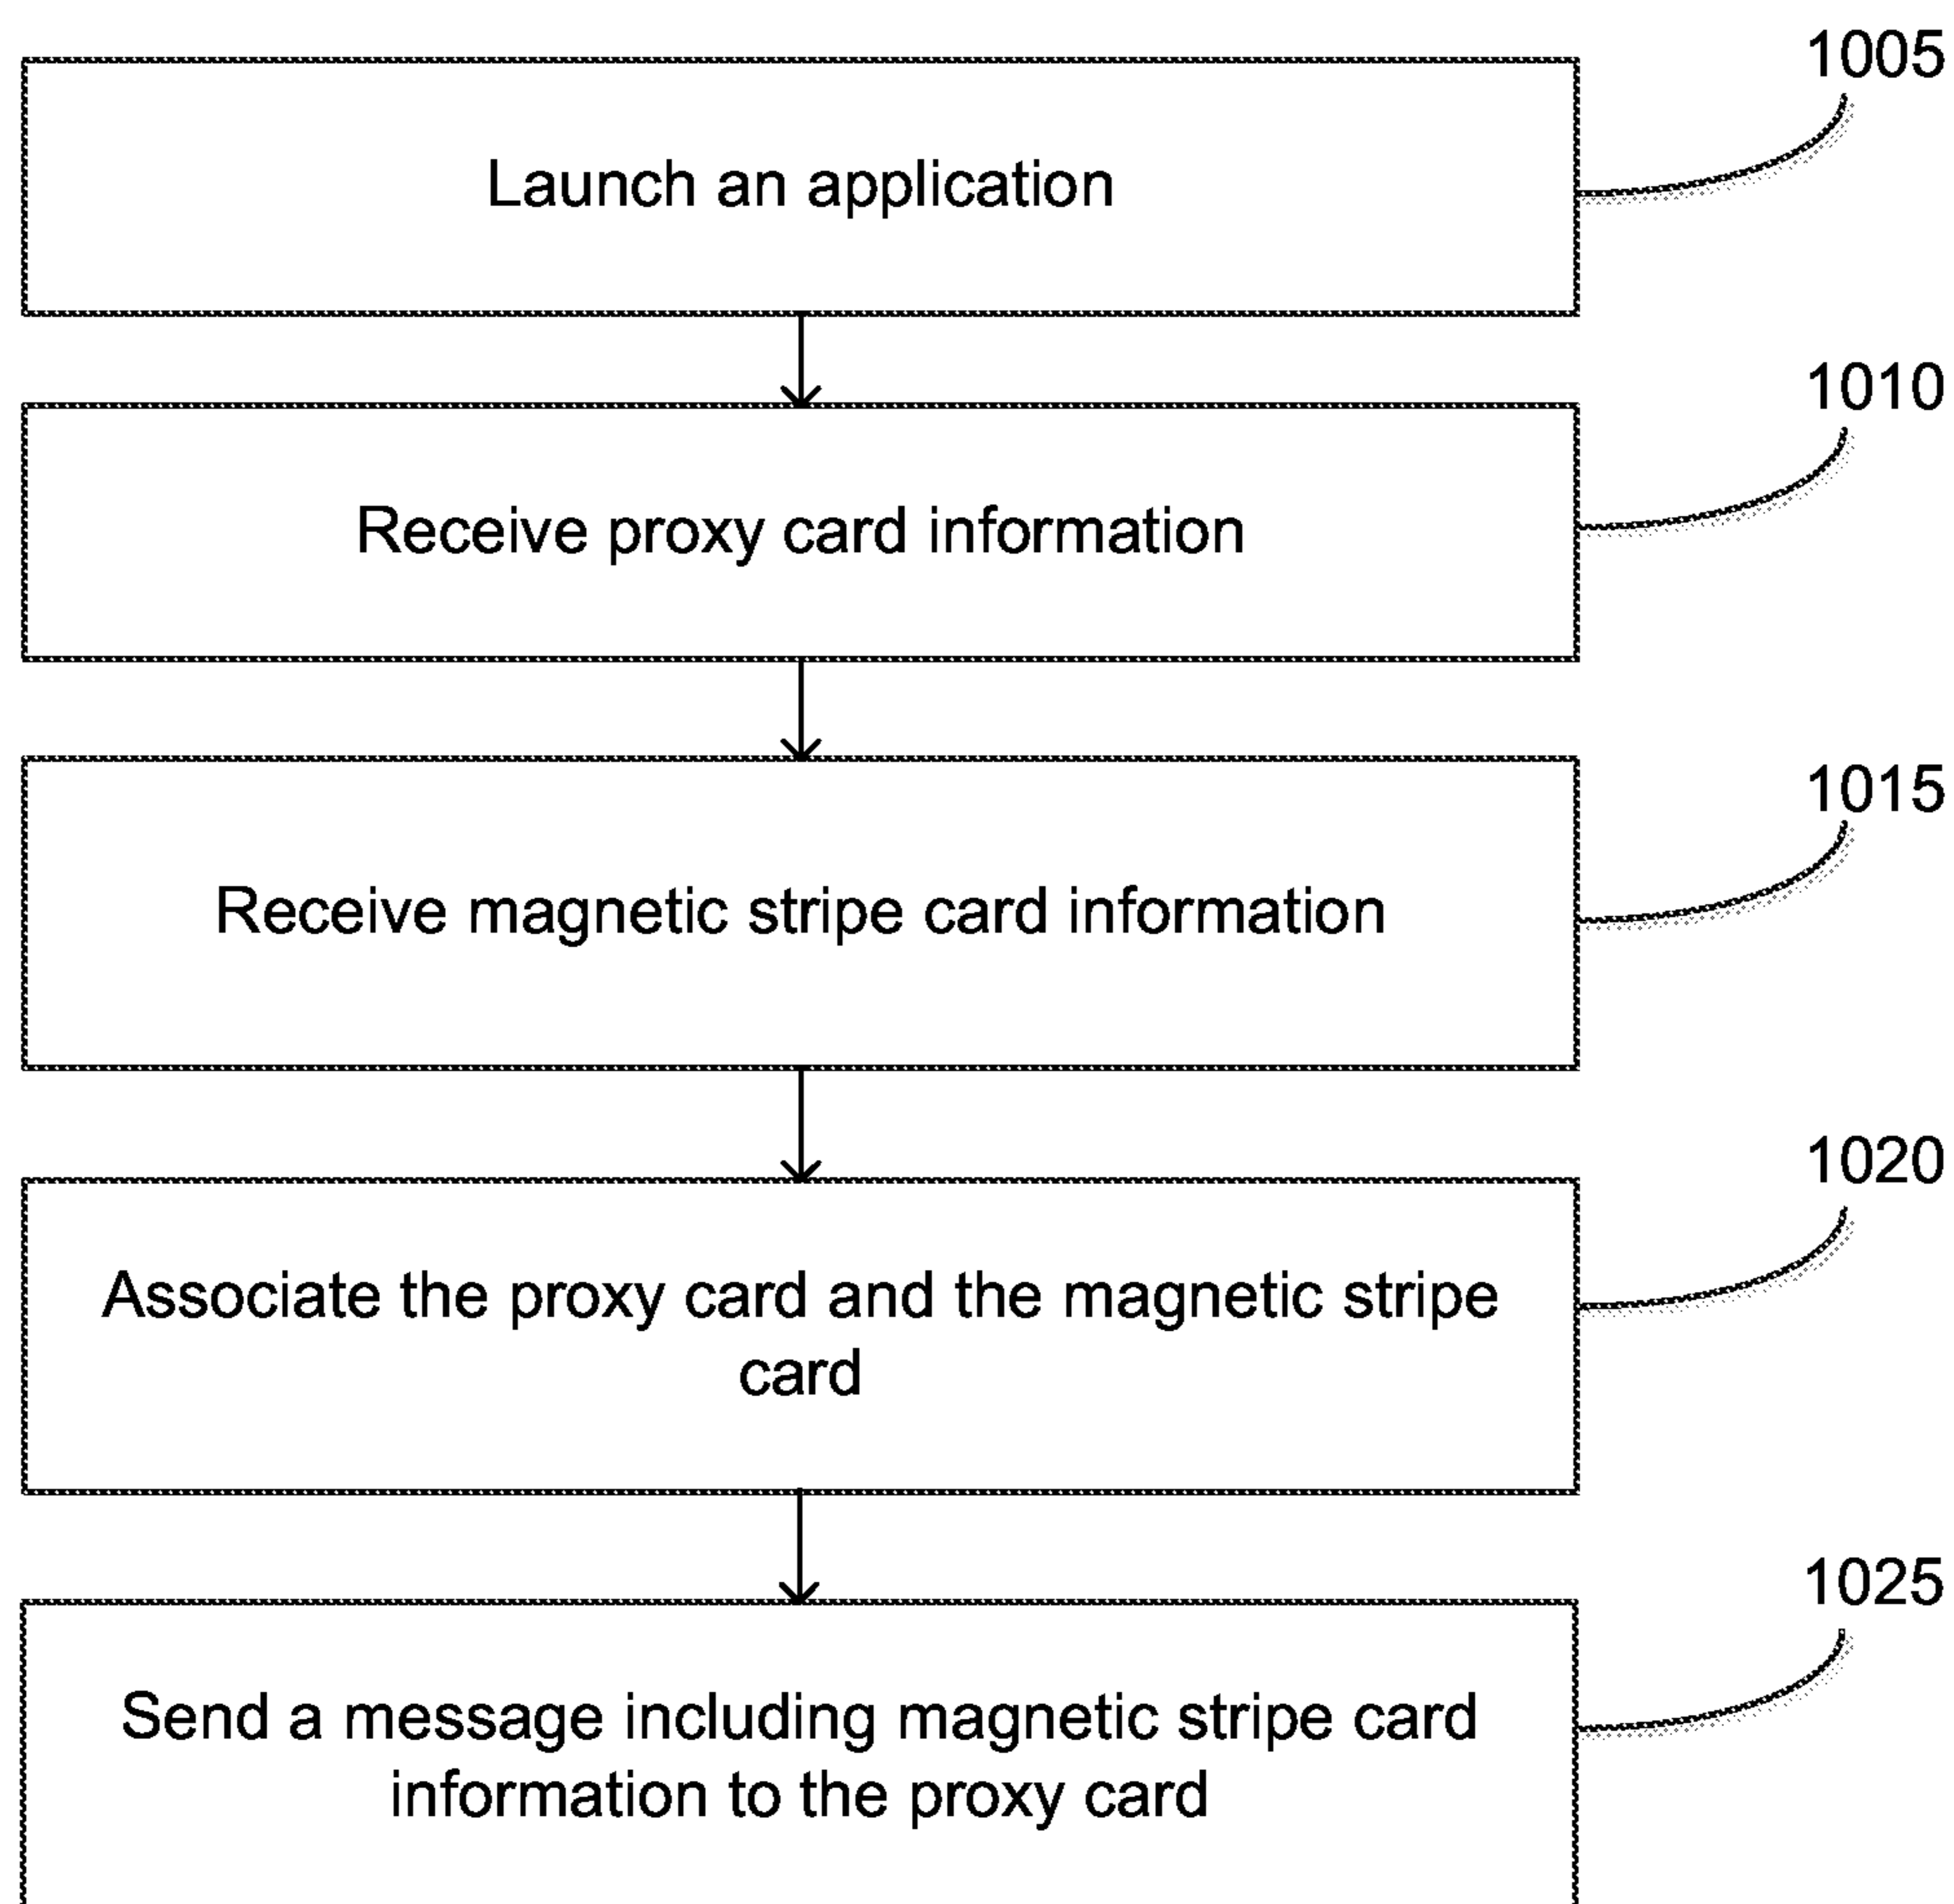 1005
Launch an application
1010
Receive proxy card information
1015
Receive magnetic stripe card information
1020
Associate the proxy card and the magnetic stripe
card
1025
Send a message including magnetic stripe card
information to the proxy card